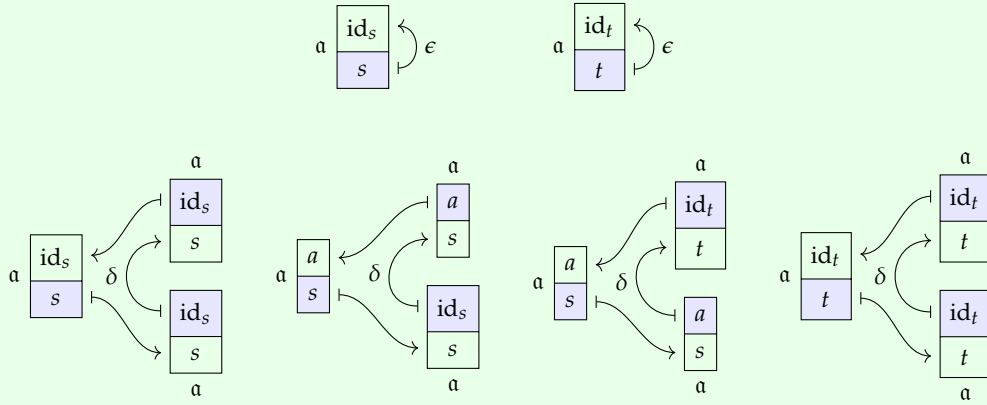 𝔞 id_s s ϵ 𝔞 id_t t ϵ
𝔞 𝔞 𝔞 𝔞
id_s a id_t id_t
s s t t
𝔞 id_s s δ 𝔞 a s δ 𝔞 a s δ 𝔞 id_t t δ
id_s id_s a id_t
s s s t
𝔞 𝔞 𝔞 𝔞